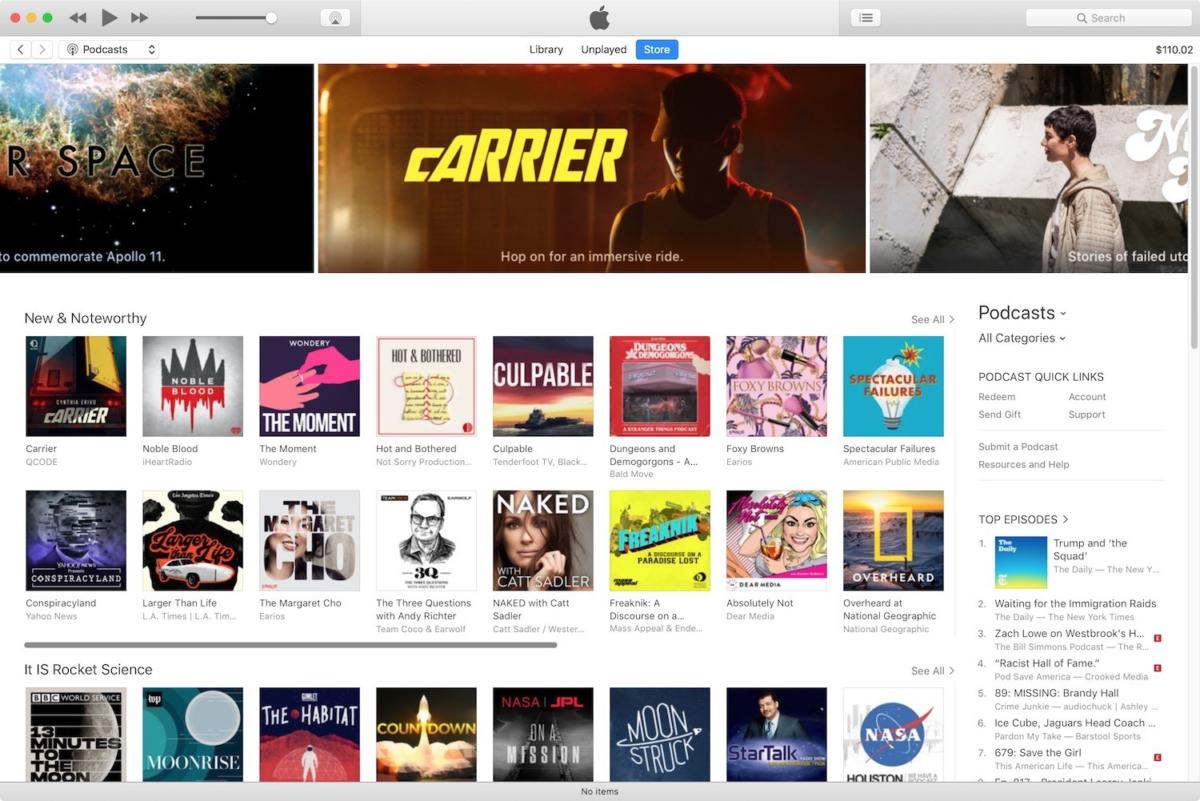 Search
Podcasts
Library
Unplayed
Store
$110.02
R SPACE
to commemorate Apollo 11.
CARRIER
Hop on for an immersive ride.
Stories of failed uto
New & Noteworthy
See All
CYNTHIA ERIVO
CARRIER
NOBLE
BLOOD
WONDERY
THE MOMENT
HOT & BOTHERED
CULPABLE
DUNGEONS
DEMOGORGONS
A STRANGER THINGS PODCAST
FOXY BROWNS
SPECTACULAR
FAILURES
Carrier
QCODE
Noble Blood
iHeartRadio
The Moment
Wondery
Hot and Bothered
Not Sorry Production...
Culpable
Tenderfoot TV, Black...
Dungeons and
Demogorgons - A...
Bald Move
Foxy Browns
Earios
Spectacular Failures
American Public Media
YAHOO NEWS
Presents
CONSPIRACYLAND
Los Angeles Times
Larger
than Life
THE
MARGARET
CHO
TEAM COCO
EARWOLF
3Q
THE THREE QUESTIONS
WITH ANDY RICHTER
NAKED
WITH
CATT SADLER
FREAKNIK
A DISCOURSE ON A
PARADISE LOST
Absolutely
Not
DEAR MEDIA
OVERHEARD
Conspiracyland
Yahoo News
Larger Than Life
L.A. Times | L.A. Tim...
The Margaret Cho
Earios
The Three Questions
with Andy Richter
Team Coco & Earwolf
NAKED with Catt
Sadler
Catt Sadler / Wester...
Freaknik: A
Discourse on a...
Mass Appeal & Ende...
Absolutely Not
Dear Media
Overheard at
National Geographic
National Geographic
It IS Rocket Science
See All
BBC WORLD SERVICE
13
MINUTES
TO
THE
MOON
wp
MOONRISE
GIMLET
THE HABITAT
COUNTDOWN
NASA JPL
ON A
MISSION
MOON
STRUCK
StarTalk
NASA
HOUSTON
WE HAVE A
Podcasts
All Categories
PODCAST QUICK LINKS
Redeem
Account
Send Gift
Support
Submit a Podcast
Resources and Help
TOP EPISODES
1.
The
Daily
Trump and ‘the
Squad’
The Daily — The New Y...
2. Waiting for the Immigration Raids
The Daily — The New York Times
3. Zach Lowe on Westbrook's H...
The Bill Simmons Podcast — The R...
E
4. “Racist Hall of Fame.”
Pod Save America — Crooked Media
E
5. 89: MISSING: Brandy Hall
Crime Junkie — audiochuck | Ashley ...
6. Ice Cube, Jaguars Head Coach ...
Pardon My Take — Barstool Sports
7. 679: Save the Girl
This American Life — This America...
E
No items